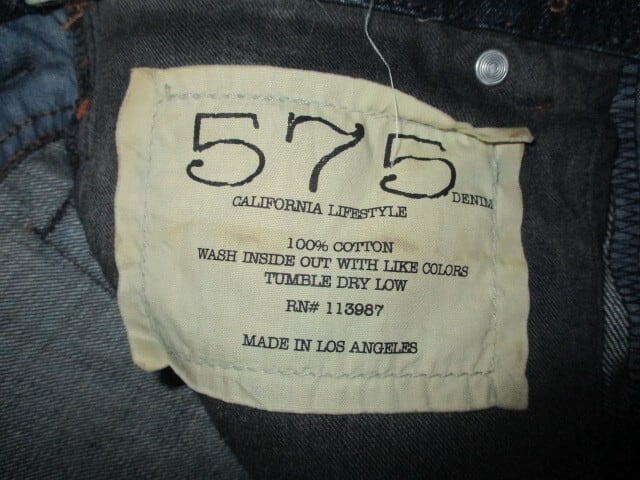 575
DENIM
CALIFORNIA LIFESTYLE
100% COTTON
WASH INSIDE OUT WITH LIKE COLORS
TUMBLE DRY LOW
RN# 113987
MADE IN LOS ANGELES